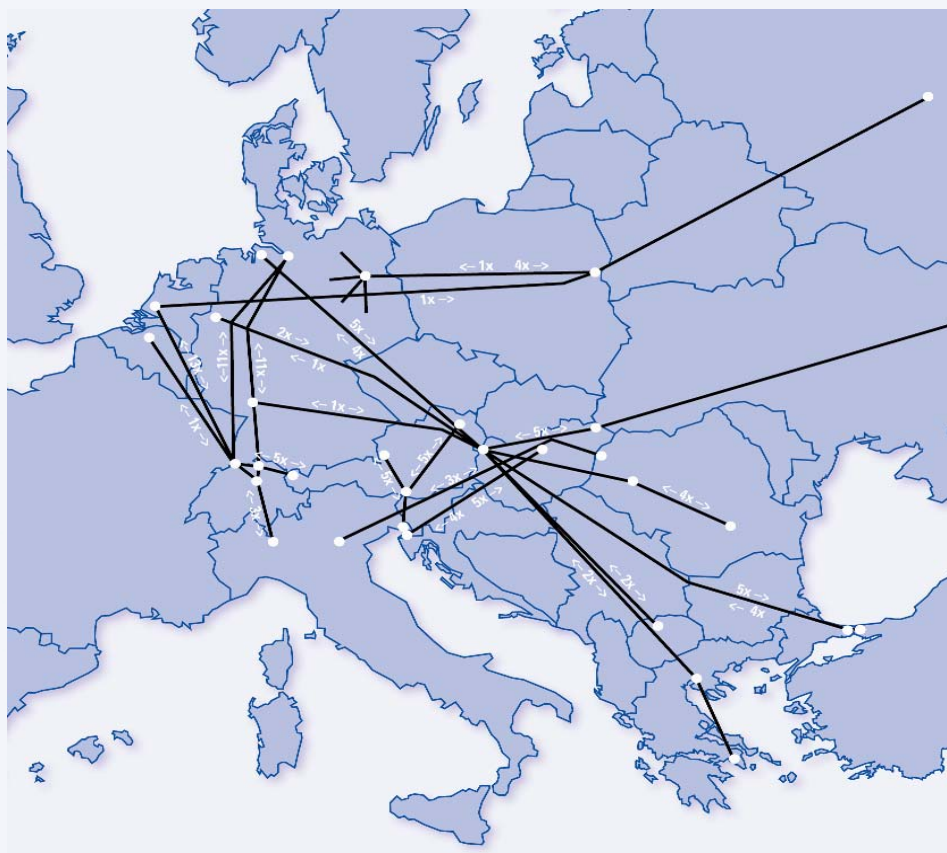 <– 1x 4x –>
1x –>
5x –>
<– 4x
2x –>
<– 1x
<–11x–>
<–11x–>
<– 1x –>
<– 1x –>
<– 5x –>
<– 5x –>
<– 5x –>
<– 5x –>
<– 3x –>
<– 4x 5x –>
<– 4x –>
<– 2x –>
<– 2x –>
5x –>
<– 4x